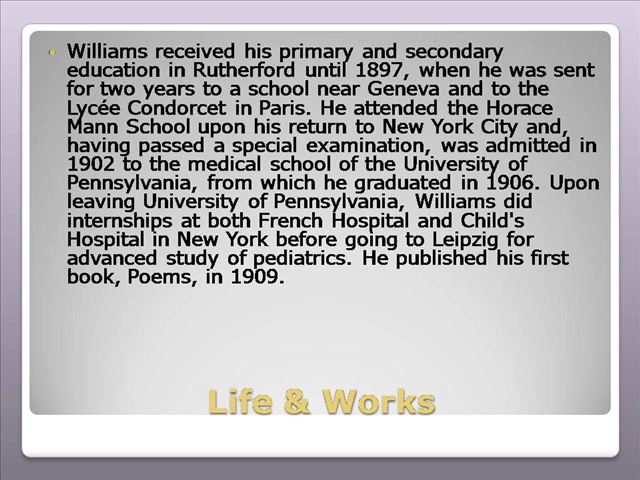 Williams received his primary and secondary
education in Rutherford until 1897, when he was sent
for two years to a school near Geneva and to the
Lycée Condorcet in Paris. He attended the Horace
Mann School upon his return to New York City and,
having passed a special examination, was admitted in
1902 to the medical school of the University of
Pennsylvania, from which he graduated in 1906. Upon
leaving University of Pennsylvania, Williams did
internships at both French Hospital and Child's
Hospital in New York before going to Leipzig for
advanced study of pediatrics. He published his first
book, Poems, in 1909.
Life & Works